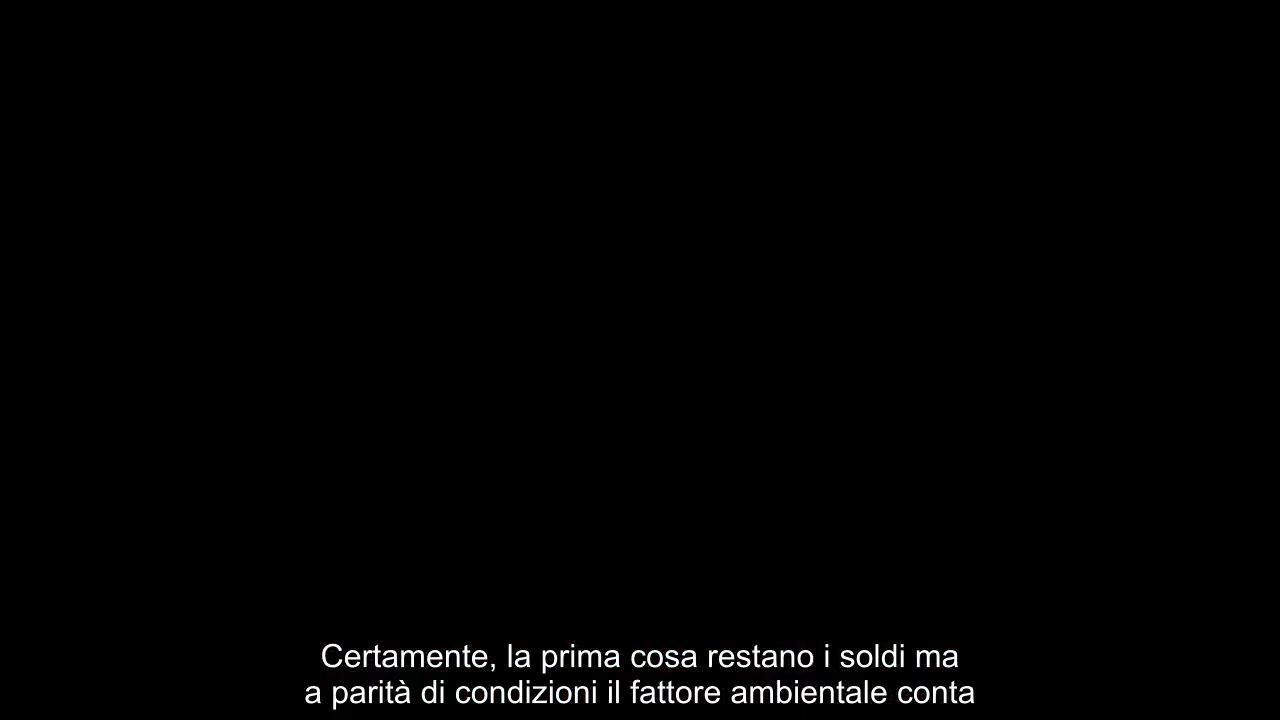 Certamente, la prima cosa restano i soldi ma
a parità di condizioni il fattore ambientale conta